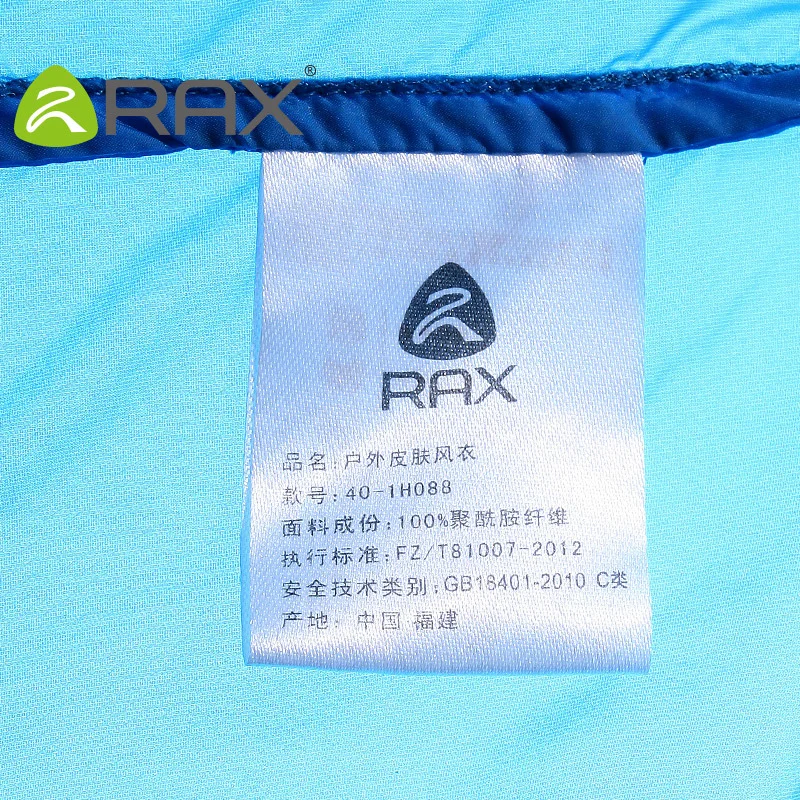 RAX®
RAX
品名:户外皮肤风衣
款号:40-1H088
面料成份:100%聚酰胺纤维
执行标准:FZ/T81007-2012
安全技术类别:GB18401-2010 C类
产地: 中国 福建